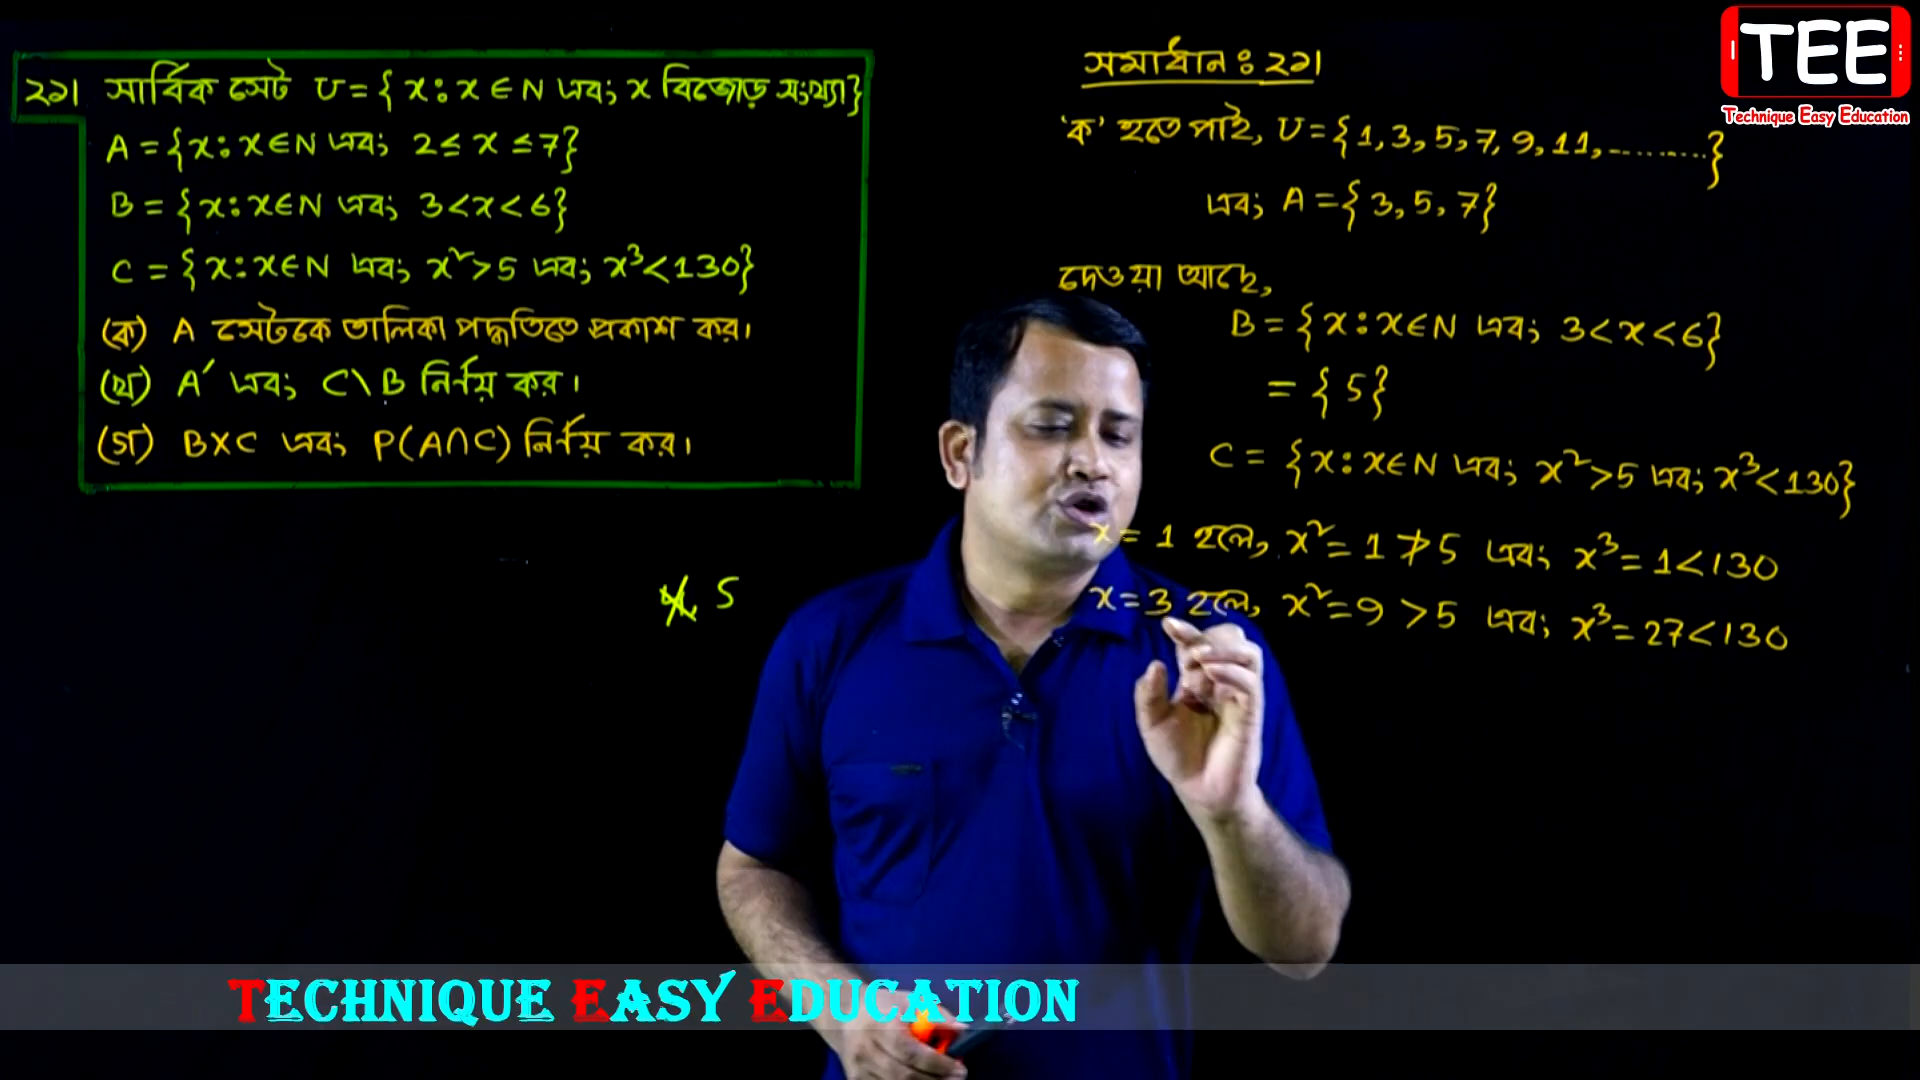 ২১। সার্বিক সেট U = {x : x ∈ N এবং x বিজোড় সংখ্যা}
A = {x : x ∈ N এবং 2 ≤ x ≤ 7}
B = {x : x ∈ N এবং 3 < x < 6}
C = {x : x ∈ N এবং x² > 5 এবং x³ < 130}
(ক) A সেটকে তালিকা পদ্ধতিতে প্রকাশ কর।
(খ) A′ এবং C \ B নির্ণয় কর।
(গ) B × C এবং P(A ∩ C) নির্ণয় কর।
5
সমাধান : ২১।
'ক' হতে পাই, U = {1, 3, 5, 7, 9, 11, ..........}
এবং A = {3, 5, 7}
দেওয়া আছে,
B = {x : x ∈ N এবং 3 < x < 6}
= {5}
C = {x : x ∈ N এবং x² > 5 এবং x³ < 130}
x = 1 হলে, x² = 1 ≯ 5 এবং x³ = 1 < 130
x = 3 হলে, x² = 9 > 5 এবং x³ = 27 < 130
TEE
Technique Easy Education
TECHNIQUE EASY EDUCATION